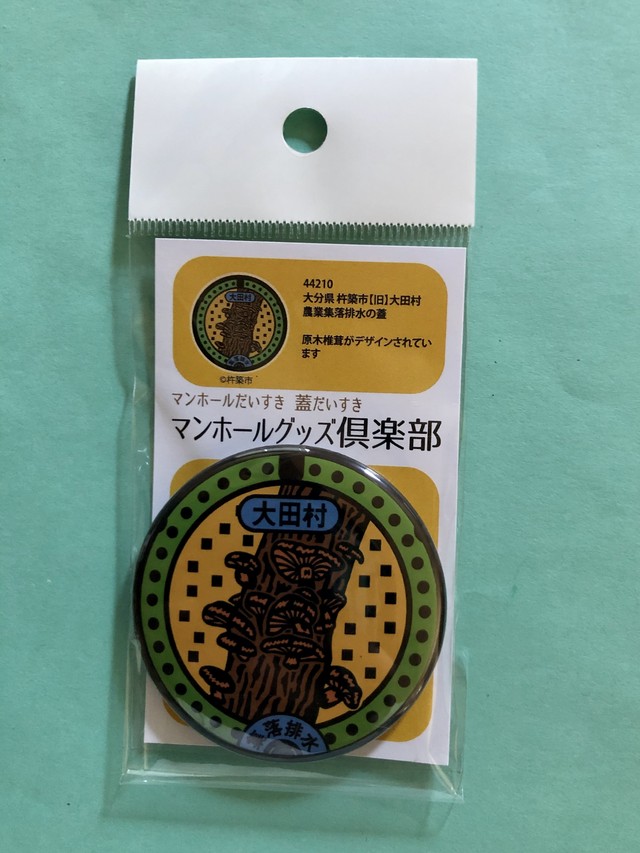 大田村
44210
大分県 杵築市【旧】大田村
農業集落排水の蓋
原木椎茸がデザインされてい
ます
©杵築市
マンホールだいすき 蓋だいすき
マンホールグッズ倶楽部
大田村
落排水